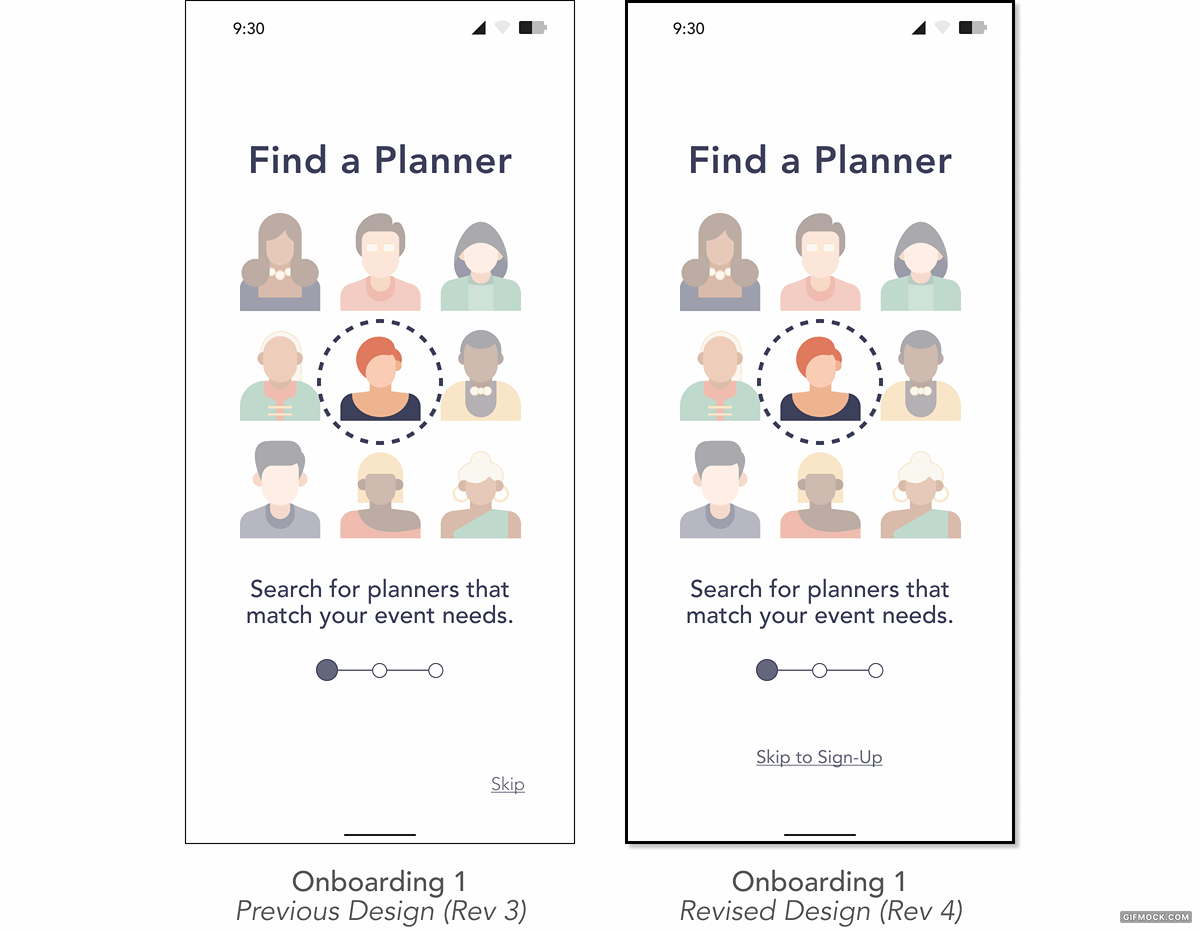 9:30
Find a Planner
Search for planners that
match your event needs.
Skip
Onboarding 1
Previous Design (Rev 3)
9:30
Find a Planner
Search for planners that
match your event needs.
Skip to Sign-Up
Onboarding 1
Revised Design (Rev 4)
GIFMOCK.COM